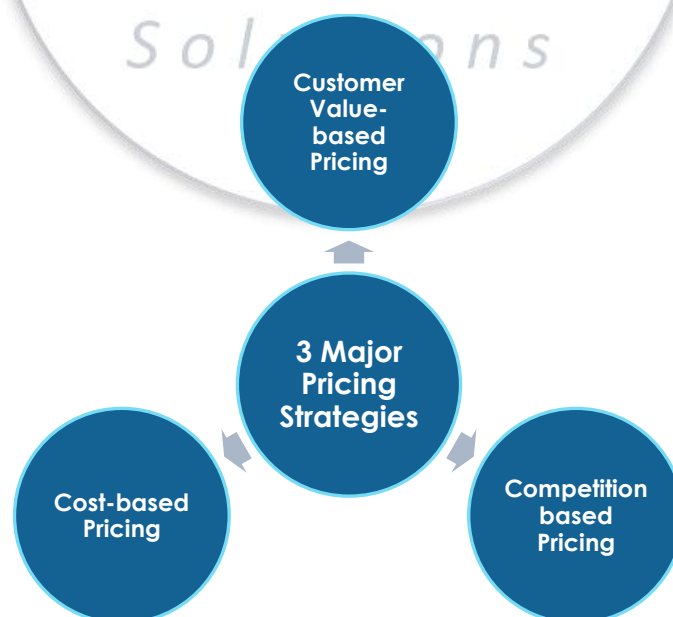 Customer
Value-
based
Pricing
3 Major
Pricing
Strategies
Cost-based
Pricing
Competition
based
Pricing